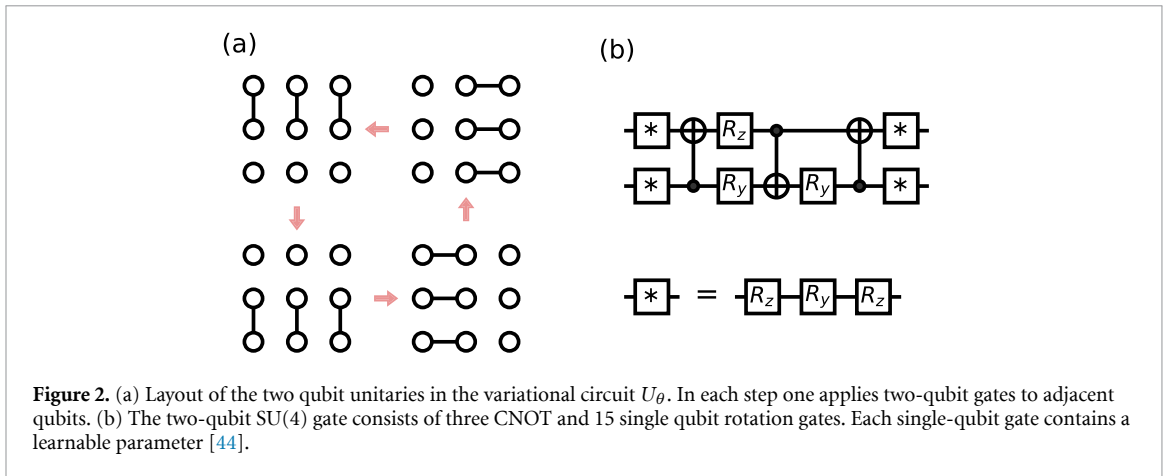 (a)
(b)
* R_z *
* R_y R_y *
* = R_z R_y R_z
Figure 2. (a) Layout of the two qubit unitaries in the variational circuit U_θ. In each step one applies two-qubit gates to adjacent
qubits. (b) The two-qubit SU(4) gate consists of three CNOT and 15 single qubit rotation gates. Each single-qubit gate contains a
learnable parameter [44].